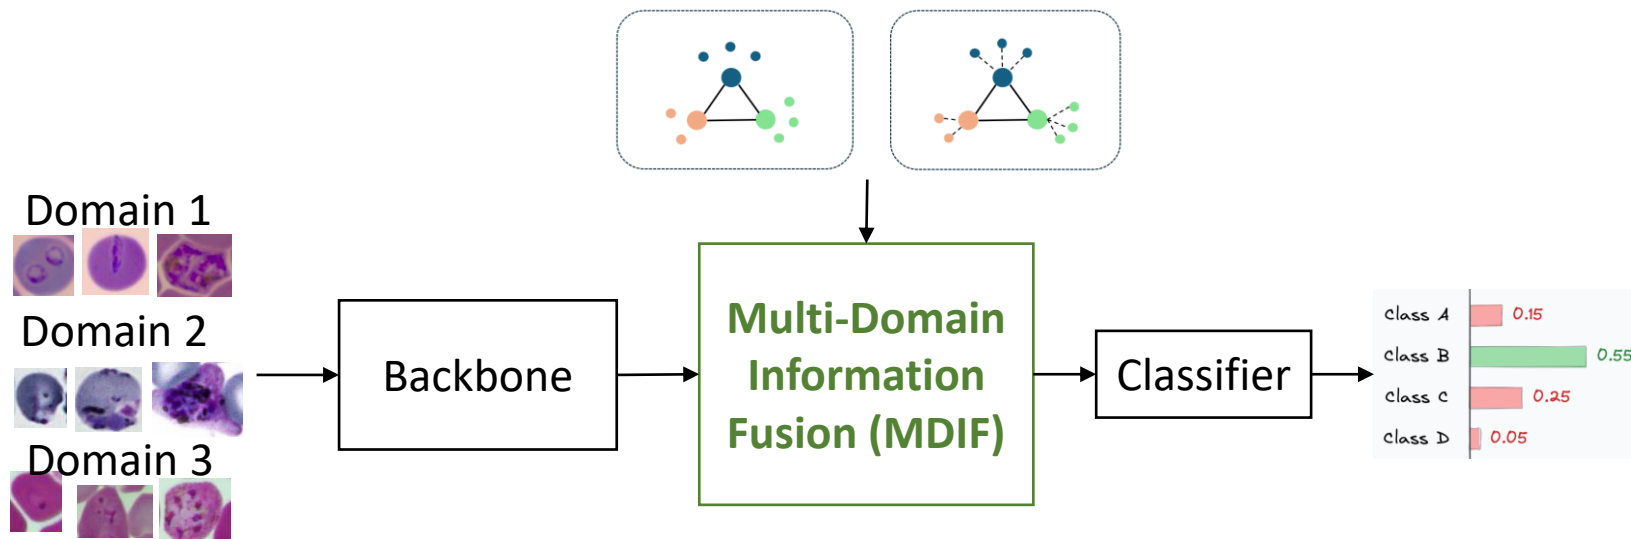 Domain 1
Domain 2
Domain 3
Backbone
Multi-Domain
Information
Fusion (MDIF)
Classifier
Class A 0.15
Class B 0.55
Class C 0.25
Class D 0.05